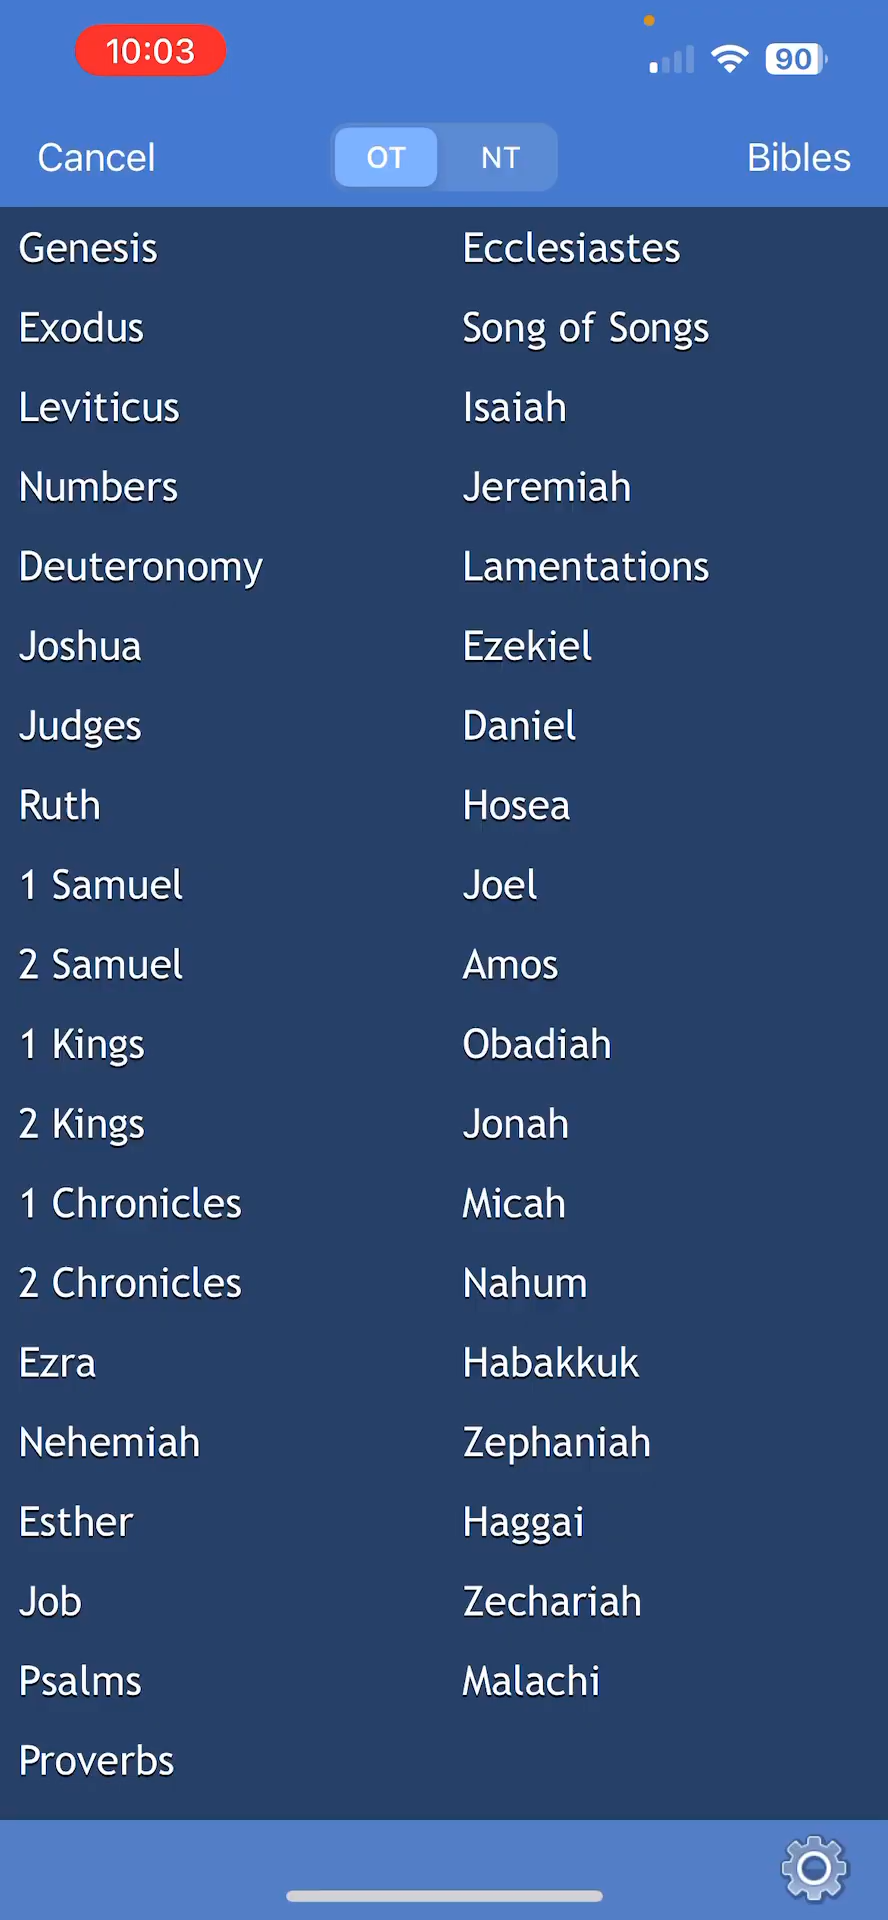 10:03
90
Cancel
OT
NT
Bibles
Genesis
Exodus
Leviticus
Numbers
Deuteronomy
Joshua
Judges
Ruth
1 Samuel
2 Samuel
1 Kings
2 Kings
1 Chronicles
2 Chronicles
Ezra
Nehemiah
Esther
Job
Psalms
Proverbs
Ecclesiastes
Song of Songs
Isaiah
Jeremiah
Lamentations
Ezekiel
Daniel
Hosea
Joel
Amos
Obadiah
Jonah
Micah
Nahum
Habakkuk
Zephaniah
Haggai
Zechariah
Malachi